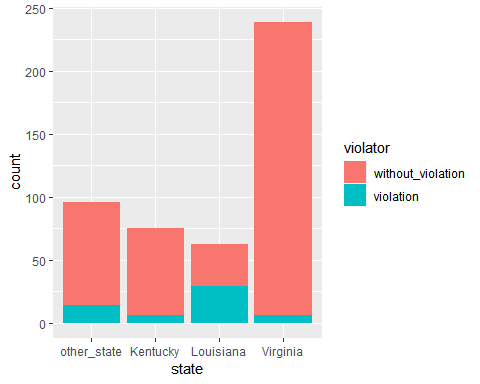 250
200
150
100
50
0
count
other_state Kentucky Louisiana Virginia
state
violator
without_violation
violation